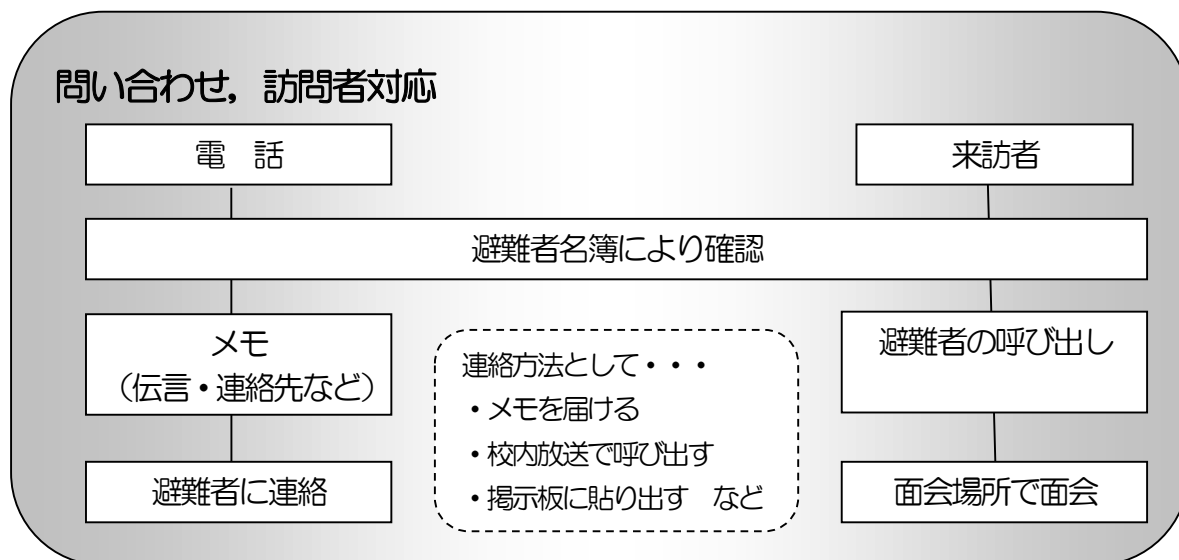 問い合わせ，訪問者対応
電　話
来訪者
避難者名簿により確認
メモ
（伝言・連絡先など）
避難者の呼び出し
連絡方法として・・・
・メモを届ける
・校内放送で呼び出す
・掲示板に貼り出す　など
避難者に連絡
面会場所で面会